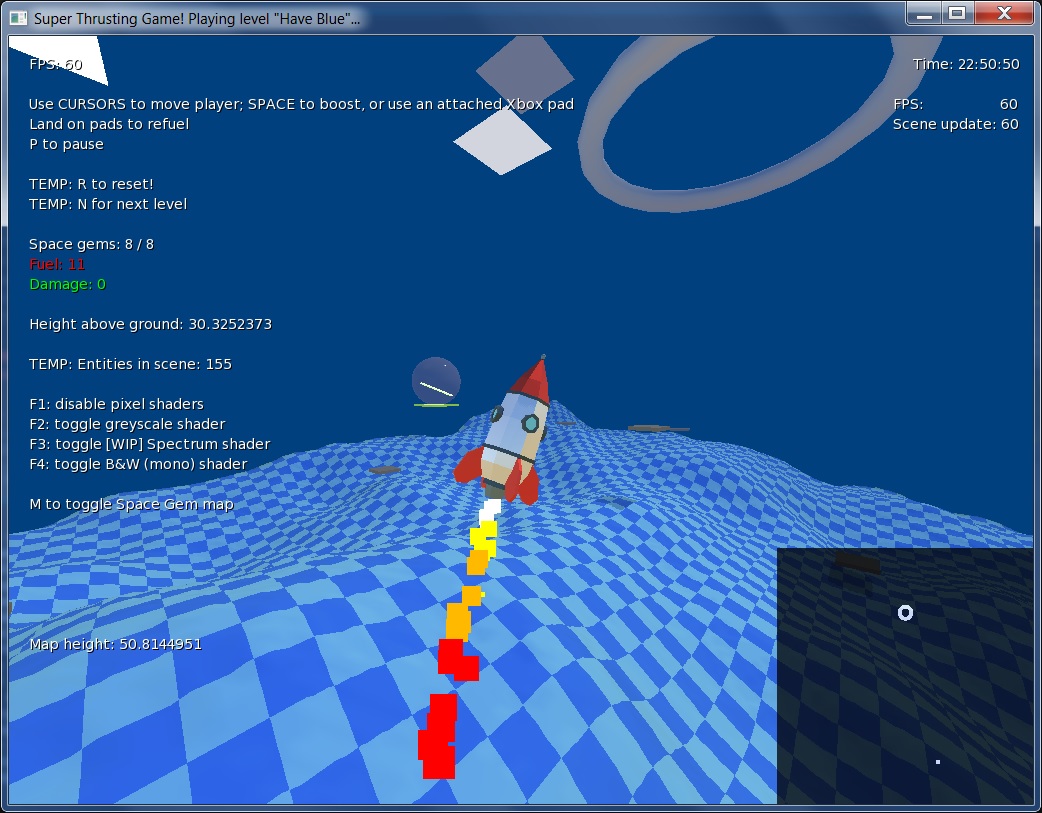 Super Thrusting Game! Playing level "Have Blue"...
FPS: 60
Time: 22:50:50
Use CURSORS to move player; SPACE to boost, or use an attached Xbox pad
FPS: 60
Land on pads to refuel
Scene update: 60
P to pause
TEMP: R to reset!
TEMP: N for next level
Space gems: 8 / 8
Fuel: 11
Damage: 0
Height above ground: 30.3252373
TEMP: Entities in scene: 155
F1: disable pixel shaders
F2: toggle greyscale shader
F3: toggle [WIP] Spectrum shader
F4: toggle B&W (mono) shader
M to toggle Space Gem map
Map height: 50.8144951